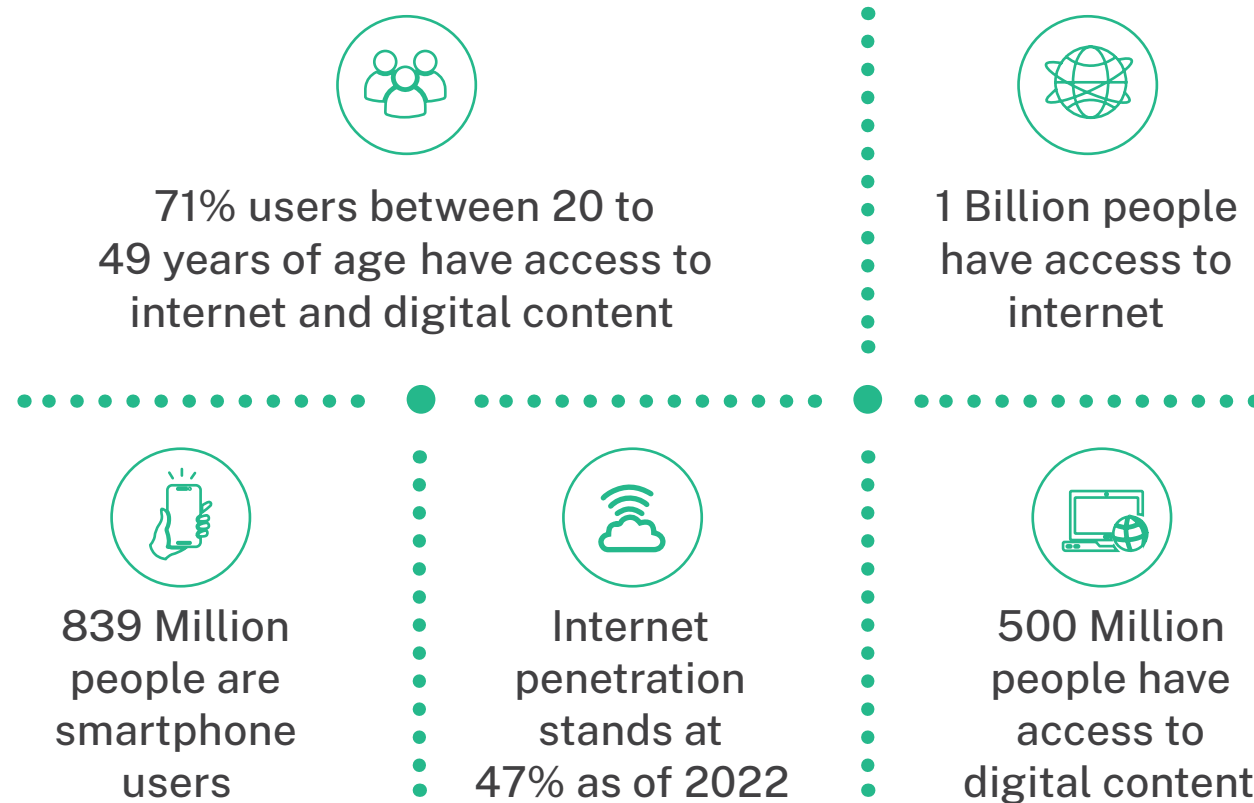 71% users between 20 to
49 years of age have access to
internet and digital content
1 Billion people
have access to
internet
839 Million
people are
smartphone
users
Internet
penetration
stands at
47% as of 2022
500 Million
people have
access to
digital content